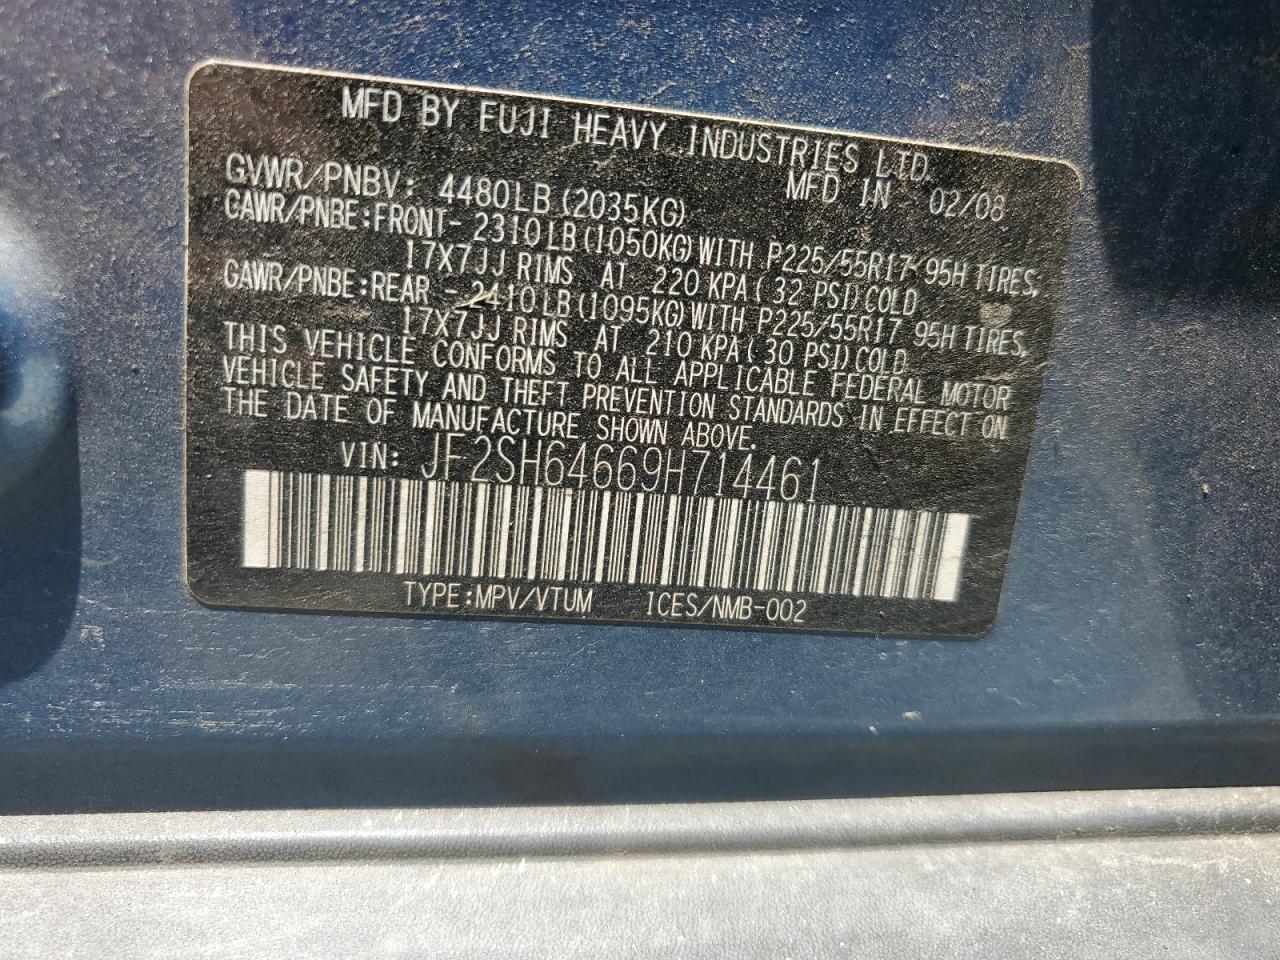 MFD BY FUJI HEAVY INDUSTRIES LTD.
MFD IN 02/08
GVWR/PNBV: 4480LB (2035KG)
GAWR/PNBE:FRONT- 2310LB(1050KG)WITH P225/55R17 95H TIRES,
17X7JJ RIMS AT 220 KPA( 32 PSI)COLD
GAWR/PNBE:REAR - 2410LB(1095KG)WITH P225/55R17 95H TIRES,
17X7JJ RIMS AT 210 KPA( 30 PSI)COLD
THIS VEHICLE CONFORMS TO ALL APPLICABLE FEDERAL MOTOR
VEHICLE SAFETY AND THEFT PREVENTION STANDARDS IN EFFECT ON
THE DATE OF MANUFACTURE SHOWN ABOVE.
VIN: JF2SH64669H714461
TYPE:MPV/VTUM ICES/NMB-002